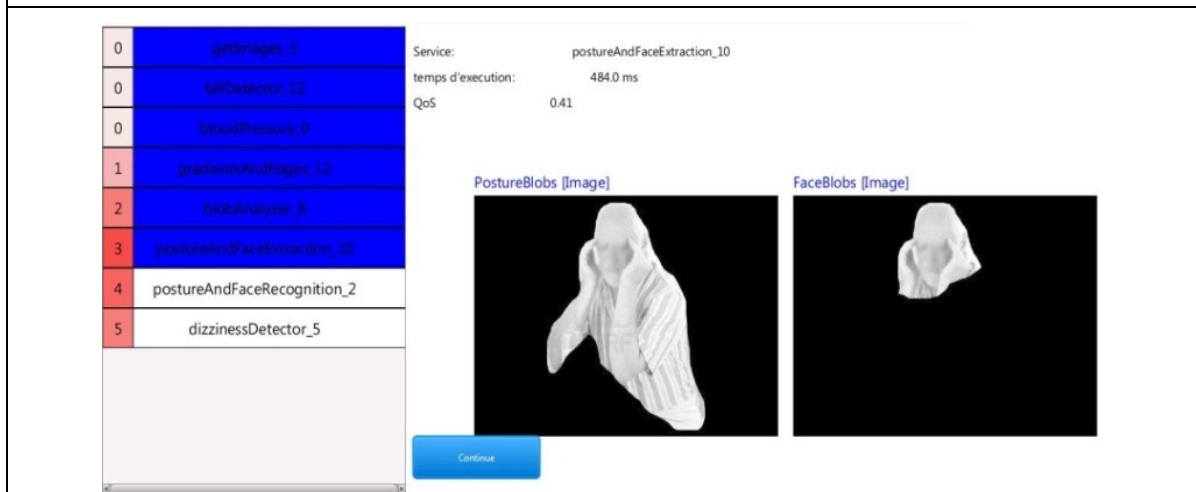 0 getImages_3
0 fallDetector_12
0 bloodPressure_0
1 gradientsAndEdges_12
2 blobAnalyzer_8
3 postureAndFaceExtraction_10
4 postureAndFaceRecognition_2
5 dizzinessDetector_5
Service: postureAndFaceExtraction_10
temps d'execution: 484.0 ms
QoS 0.41
PostureBlobs [Image]
FaceBlobs [Image]
Continue